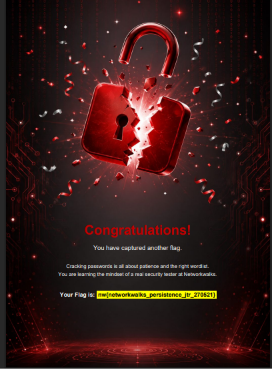 Congratulations!
You have captured another flag.
Cracking passwords is all about patience and the right wordlist.
You are learning the mindset of a real security tester at Networkwalks.
Your Flag is: nw{networkwalks_persistence_jtr_270521}